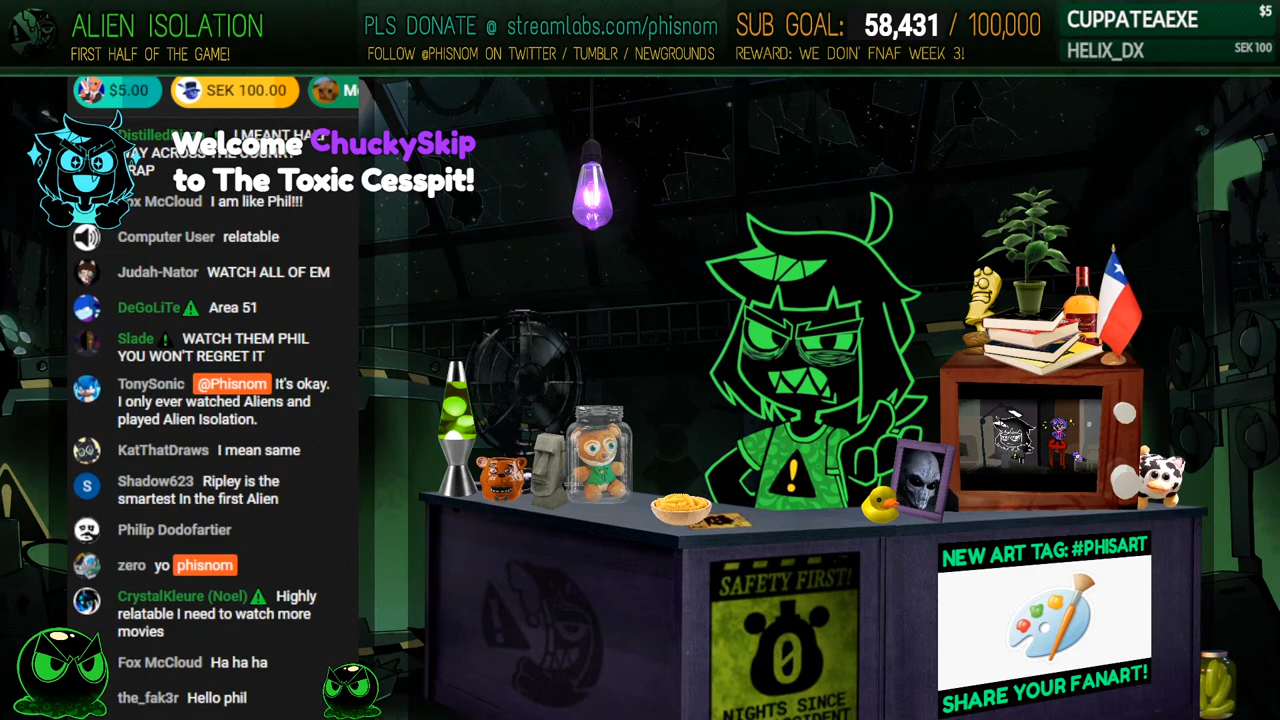 ALIEN ISOLATION
FIRST HALF OF THE GAME!
PLS DONATE @ streamlabs.com/phisnom
FOLLOW @PHISNOM ON TWITTER / TUMBLR / NEWGROUNDS
SUB GOAL: 58,431 / 100,000
REWARD: WE DOIN' FNAF WEEK 3!
CUPPATEAEXE $5
HELIX_DX SEK 100
$5.00 SEK 100.00
I MEANT
Welcome ChuckySkip
to The Toxic Cesspit!
Fox McCloud I am like Phil!!!
Computer User relatable
Judah-Nator WATCH ALL OF EM
DeGoLiTe Area 51
Slade WATCH THEM PHIL
YOU WON'T REGRET IT
TonySonic @Phisnom It's okay.
I only ever watched Aliens and
played Alien Isolation.
KatThatDraws I mean same
Shadow623 Ripley is the
S
smartest In the first Alien
Philip Dodofartier
zero yo phisnom
CrystalKleure (Noel) Highly
relatable I need to watch more
movies
Fox McCloud Ha ha ha
the_fak3r Hello phil
SAFETY FIRST!
0
NIGHTS SINCE
NEW ART TAG: #PHISART
SHARE YOUR FANART!